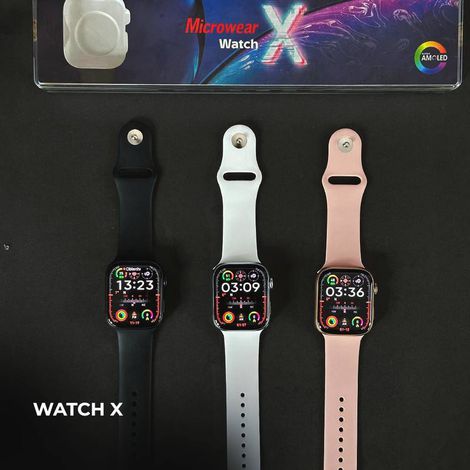 Microwear
Watch X
AMOLED
13:23
03:09
03:36
WATCH X